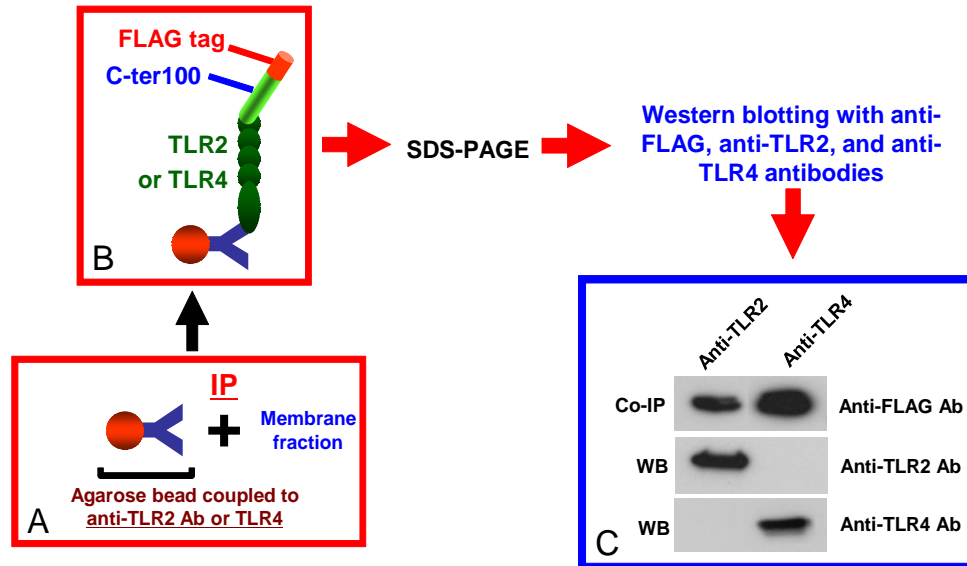 FLAG tag
C-ter100
TLR2
or TLR4
B
SDS-PAGE
Western blotting with anti-
FLAG, anti-TLR2, and anti-
TLR4 antibodies
IP
Membrane
fraction
+
Agarose bead coupled to
anti-TLR2 Ab or TLR4
A
Anti-TLR2
Anti-TLR4
Co-IP
Anti-FLAG Ab
WB
Anti-TLR2 Ab
WB
Anti-TLR4 Ab
C